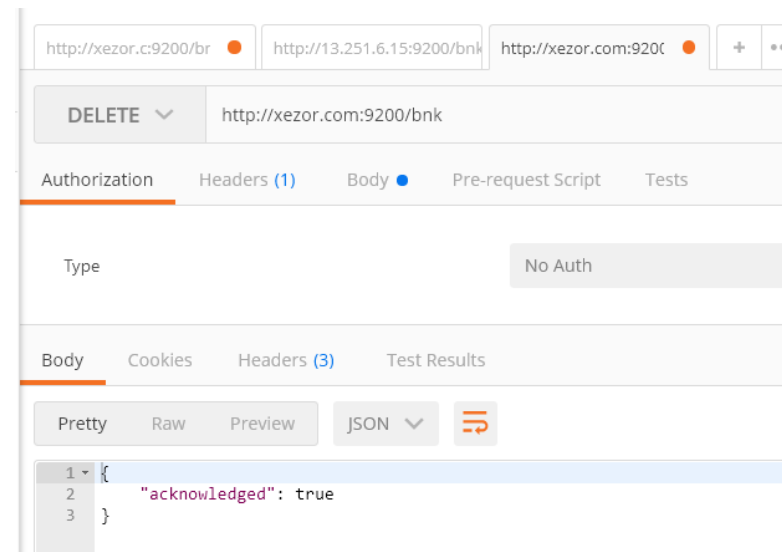 http://xezor.c:9200/br http://13.251.6.15:9200/bnk http://xezor.com:920( + ••
DELETE http://xezor.com:9200/bnk
Authorization Headers (1) Body Pre-request Script Tests
Type No Auth
Body Cookies Headers (3) Test Results
Pretty Raw Preview JSON
1 {
2 "acknowledged": true
3 }